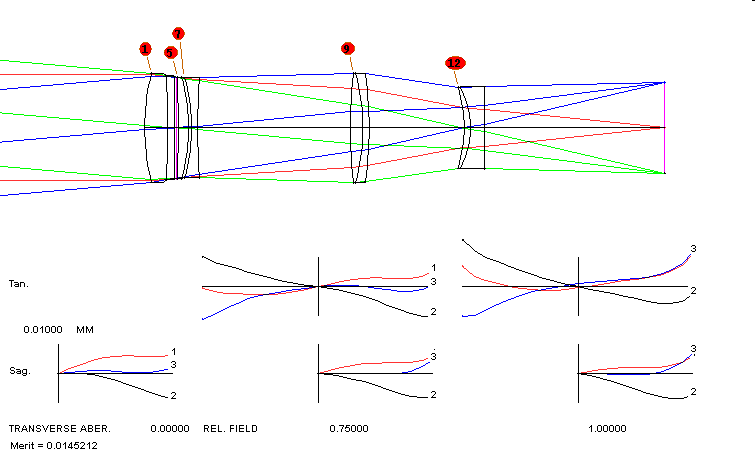 7
1 5 9
12
3
1
3 2
Tan.
2
0.01000 MM
1 3 3
3
Sag.
2 2 2
TRANSVERSE ABER. 0.00000 REL. FIELD 0.75000 1.00000
Merit = 0.0145212